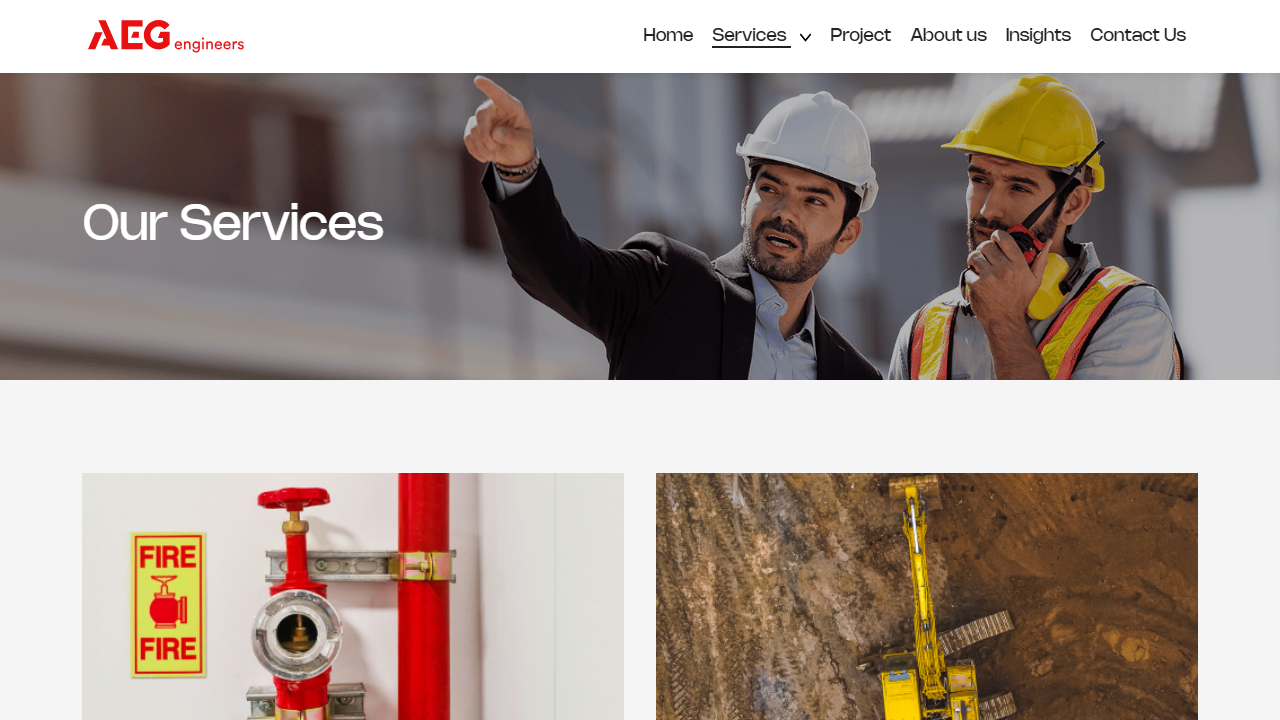 AEG engineers
Home Services Project About us Insights Contact Us
Our Services
FIRE
FIRE